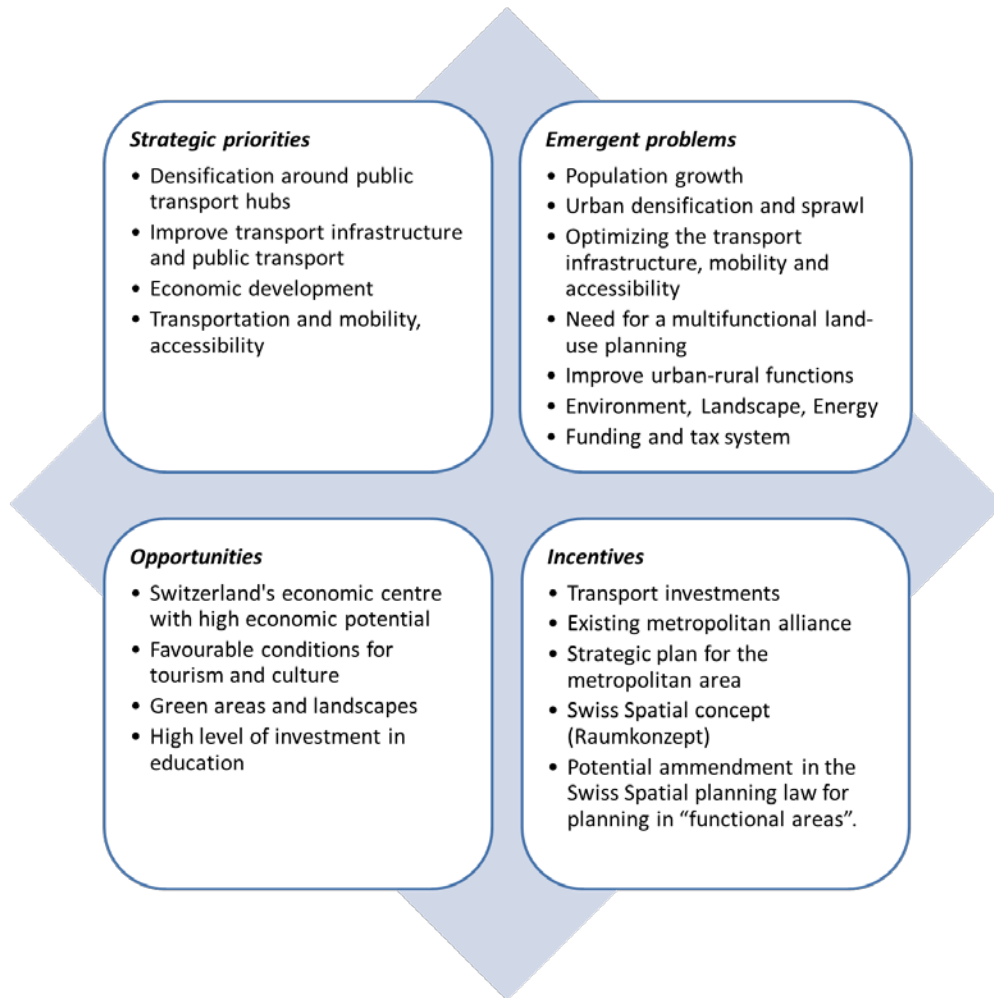 Strategic priorities
• Densification around public
transport hubs
• Improve transport infrastructure
and public transport
• Economic development
• Transportation and mobility,
accessibility
Emergent problems
• Population growth
• Urban densification and sprawl
• Optimizing the transport
infrastructure, mobility and
accessibility
• Need for a multifunctional land-
use planning
• Improve urban-rural functions
• Environment, Landscape, Energy
• Funding and tax system
Opportunities
• Switzerland's economic centre
with high economic potential
• Favourable conditions for
tourism and culture
• Green areas and landscapes
• High level of investment in
education
Incentives
• Transport investments
• Existing metropolitan alliance
• Strategic plan for the
metropolitan area
• Swiss Spatial concept
(Raumkonzept)
• Potential ammendment in the
Swiss Spatial planning law for
planning in “functional areas”.